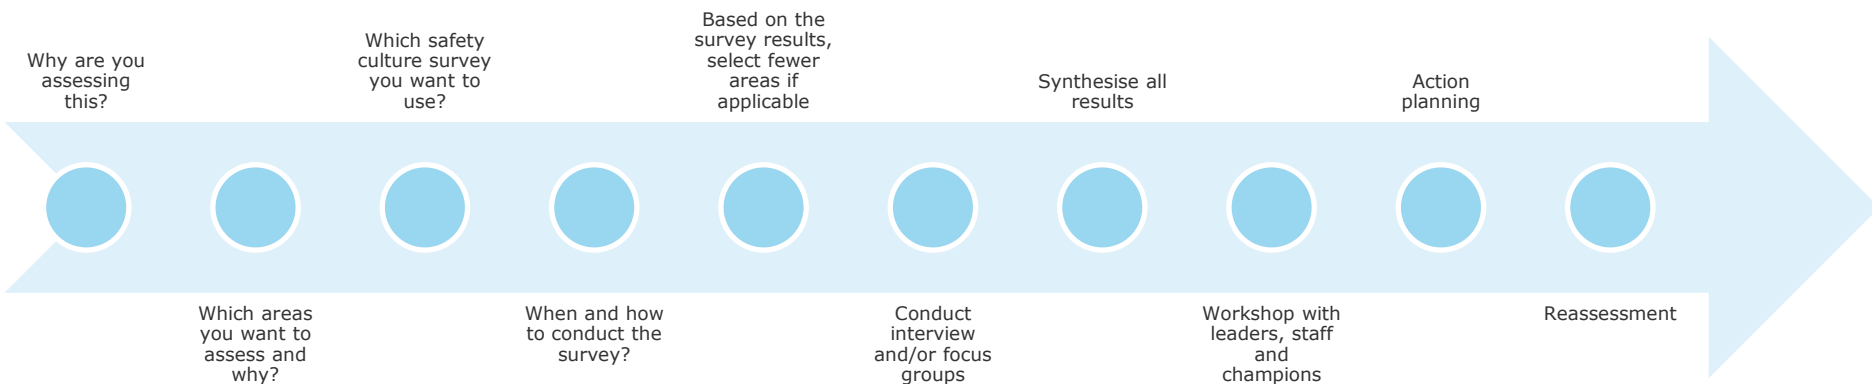 Why are you
assessing
this?
Which areas
you want to
assess and
why?
Which safety
culture survey
you want to
use?
When and how
to conduct the
survey?
Based on the
survey results,
select fewer
areas if
applicable
Conduct
interview
and/or focus
groups
Synthesise all
results
Workshop with
leaders, staff
and
champions
Action
planning
Reassessment